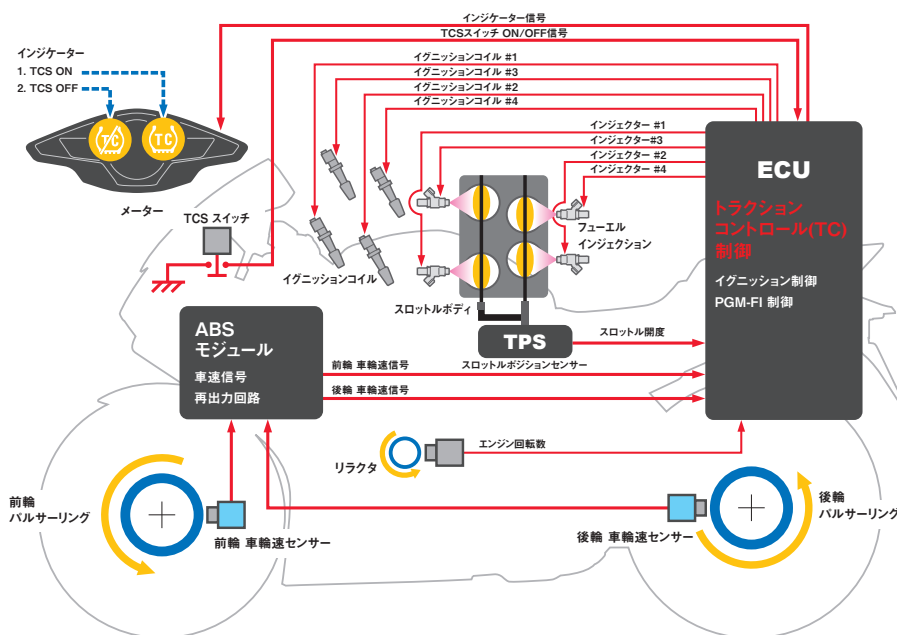 インジケーター信号
TCSスイッチ ON/OFF信号
インジケーター
1. TCS ON
2. TCS OFF
TC
TC
メーター
イグニッションコイル #1
イグニッションコイル #3
イグニッションコイル #2
イグニッションコイル #4
インジェクター #1
インジェクター#3
インジェクター #2
インジェクター #4
ECU
トラクション
コントロール(TC)
制御
イグニッション制御
PGM-FI 制御
TCS スイッチ
イグニッションコイル
フューエル
インジェクション
スロットルボディ
TPS
スロットル開度
スロットルポジションセンサー
ABS
モジュール
車速信号
再出力回路
前輪 車輪速信号
後輪 車輪速信号
リラクタ
エンジン回転数
前輪
パルサーリング
前輪 車輪速センサー
後輪 車輪速センサー
後輪
パルサーリング